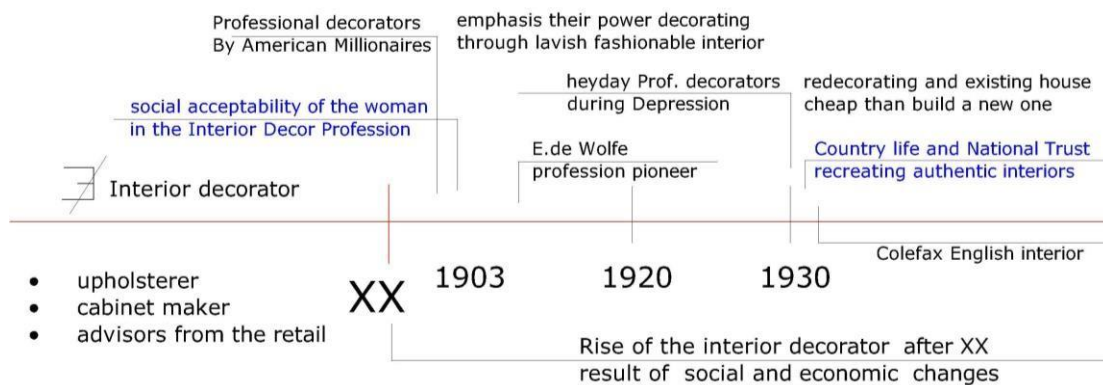 Professional decorators
By American Millionaires
emphasis their power decorating
through lavish fashionable interior
heyday Prof. decorators
during Depression
redecorating and existing house
cheap than build a new one
social acceptability of the woman
in the Interior Decor Profession
E.de Wolfe
profession pioneer
Country life and National Trust
recreating authentic interiors
3 Interior decorator
Colefax English interior
• upholsterer
• cabinet maker
• advisors from the retail
XX
1903
1920
1930
Rise of the interior decorator after XX
result of social and economic changes